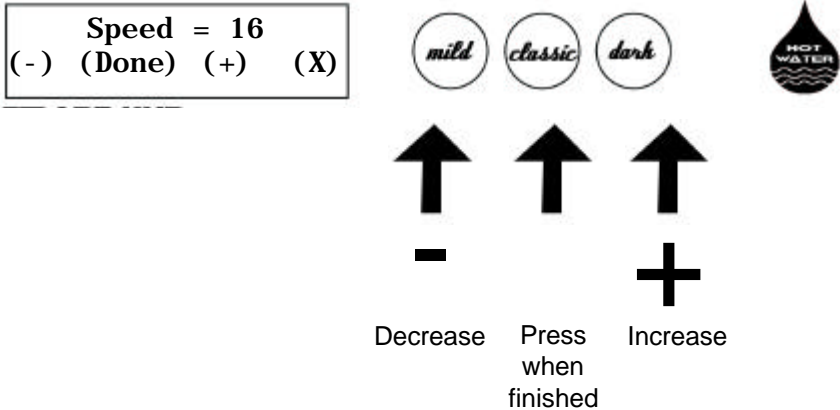 Speed = 16
(-) (Done) (+) (X)
mild classic dark
HOT
WATER
- +
Decrease Press when finished Increase